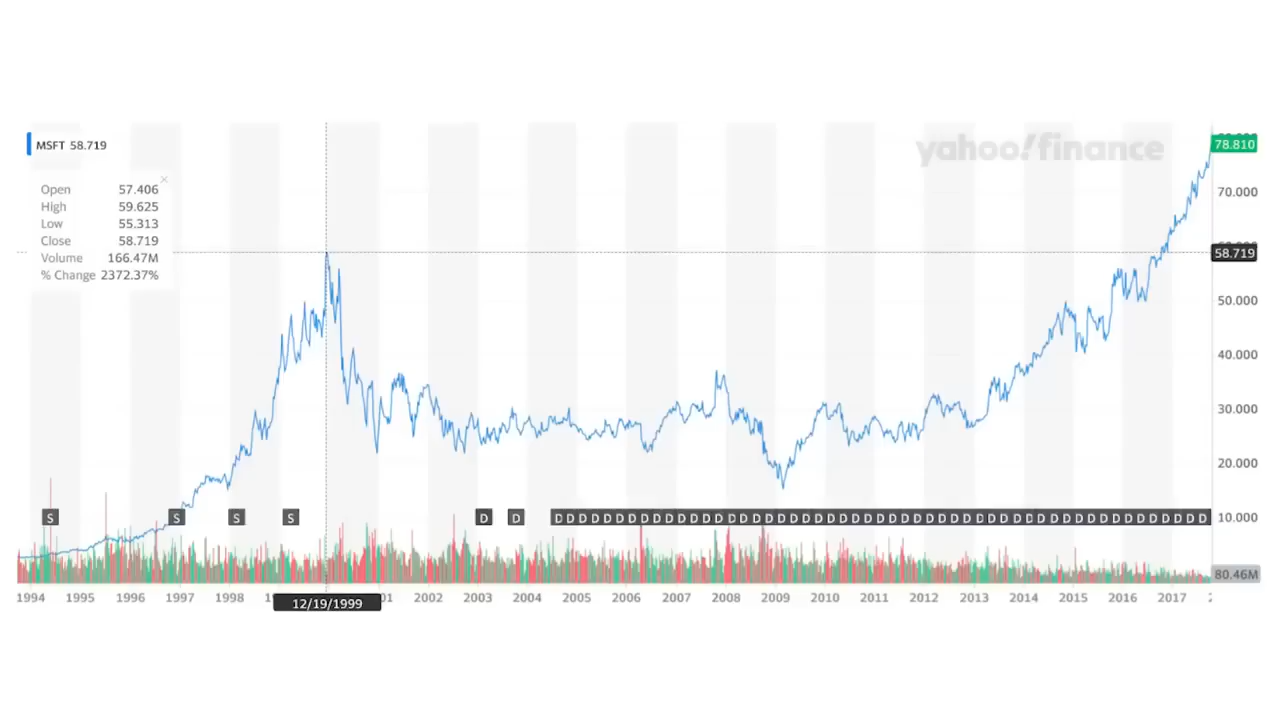 yahoo!finance
MSFT 58.719
78.810
Open 57.406
High 59.625
Low 55.313
Close 58.719
Volume 166.47M
% Change 2372.37%
70.000
58.719
50.000
40.000
30.000
20.000
10.000
S S S S D D D D D D D D D D D D D D D D D D D D D D D D D D D D D D D D D D D D D D D D D D D D D D D D D D D D D D D D D D D D
80.46M
1994 1995 1996 1997 1998 12/19/1999 01 2002 2003 2004 2005 2006 2007 2008 2009 2010 2011 2012 2013 2014 2015 2016 2017